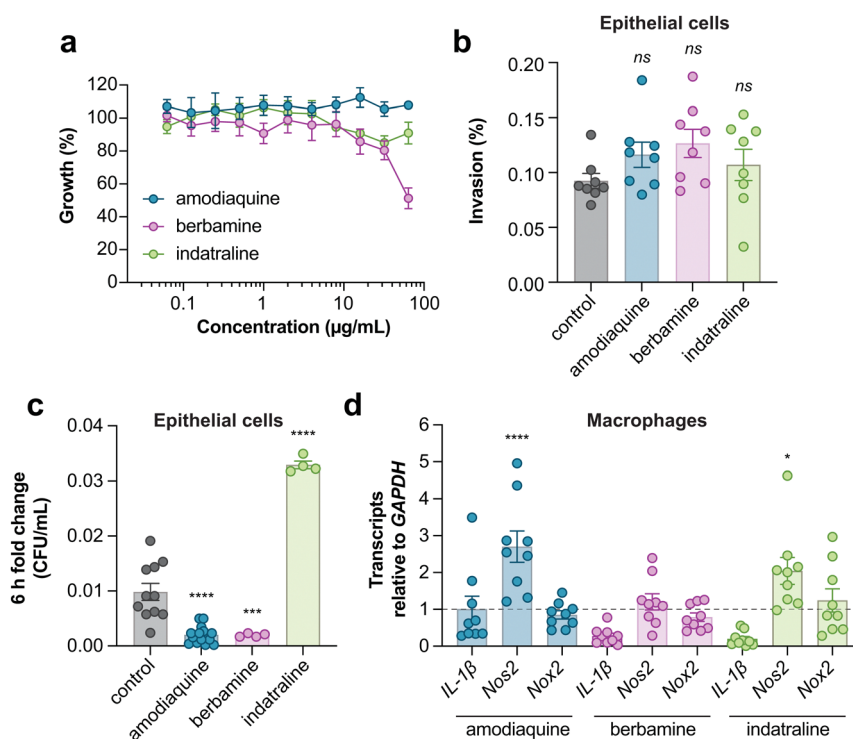 a
Growth (%)
120
100
80
60
40
20
0
amodiaquine
berbamine
indatraline
0.1
1
10
100
Concentration (µg/mL)
b
Epithelial cells
Invasion (%)
0.20
0.15
0.10
0.05
0.00
ns
ns
ns
control
amodiaquine
berbamine
indatraline
c
Epithelial cells
6 h fold change
(CFU/mL)
0.04
0.03
0.02
0.01
0.00
****
***
****
control
amodiaquine
berbamine
indatraline
d
Macrophages
Transcripts
relative to GAPDH
6
5
4
3
2
1
0
****
*
IL-1β
Nos2
Nox2
IL-1β
Nos2
Nox2
IL-1β
Nos2
Nox2
amodiaquine
berbamine
indatraline